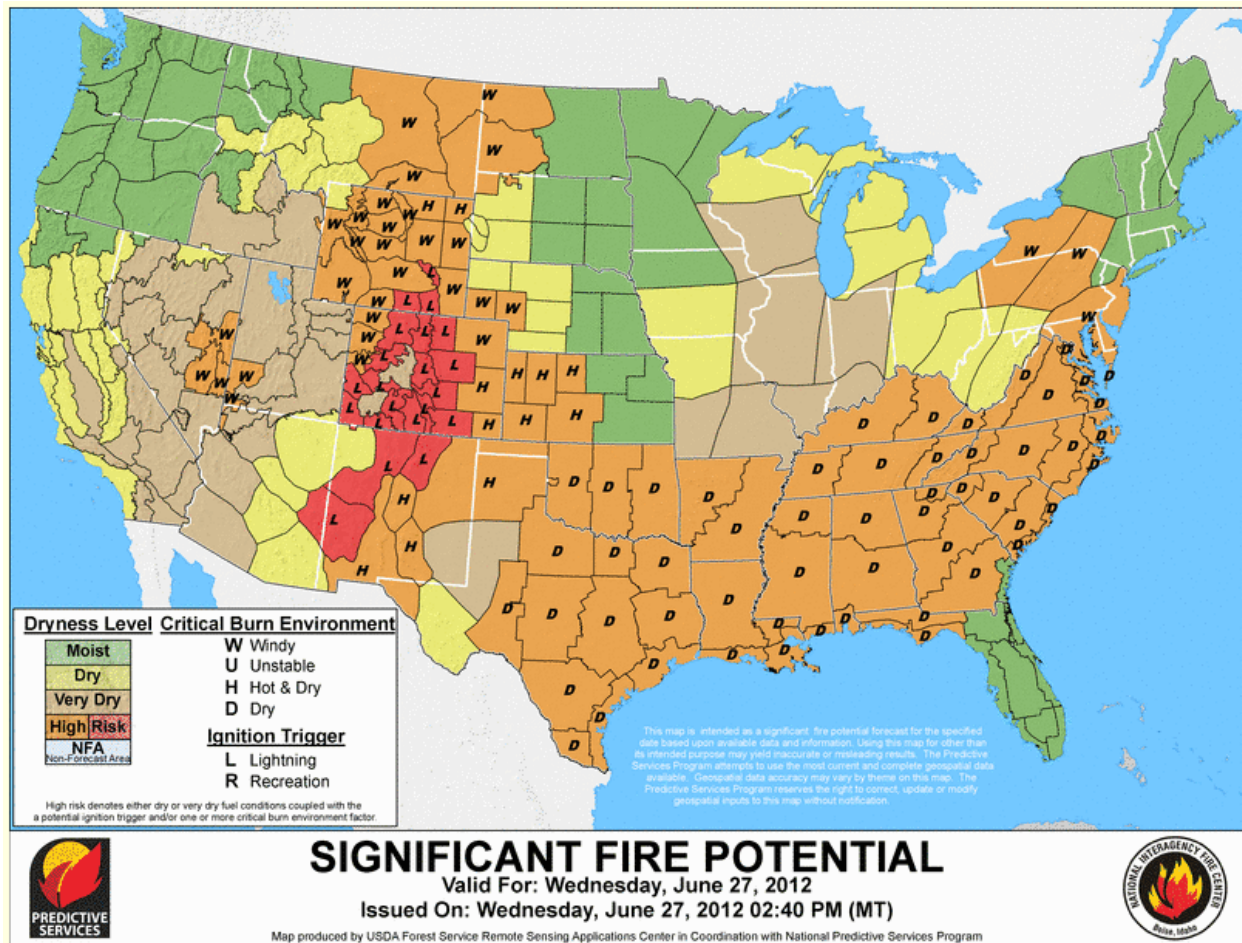 Dryness Level
Moist
Dry
Very Dry
High Risk
NFA
Non-Forecast Area
Critical Burn Environment
W Windy
U Unstable
H Hot & Dry
D Dry
Ignition Trigger
L Lightning
R Recreation
High risk denotes either dry or very dry fuel conditions coupled with the
a potential ignition trigger and/or one or more critical burn environment factor.
This map is intended as a significant fire potential forecast for the specified
date based upon available data and information. Using this map for other than
its intended purpose may yield inaccurate or misleading results. The Predictive
Services Program attempts to use the most current and complete geospatial data
available. Geospatial data accuracy may vary by theme on this map. The
Predictive Services Program reserves the right to correct, update or modify
geospatial inputs to this map without notification.
PREDICTIVE
SERVICES
SIGNIFICANT FIRE POTENTIAL
Valid For: Wednesday, June 27, 2012
Issued On: Wednesday, June 27, 2012 02:40 PM (MT)
Map produced by USDA Forest Service Remote Sensing Applications Center in Coordination with National Predictive Services Program
NATIONAL INTERAGENCY FIRE CENTER
Boise, Idaho